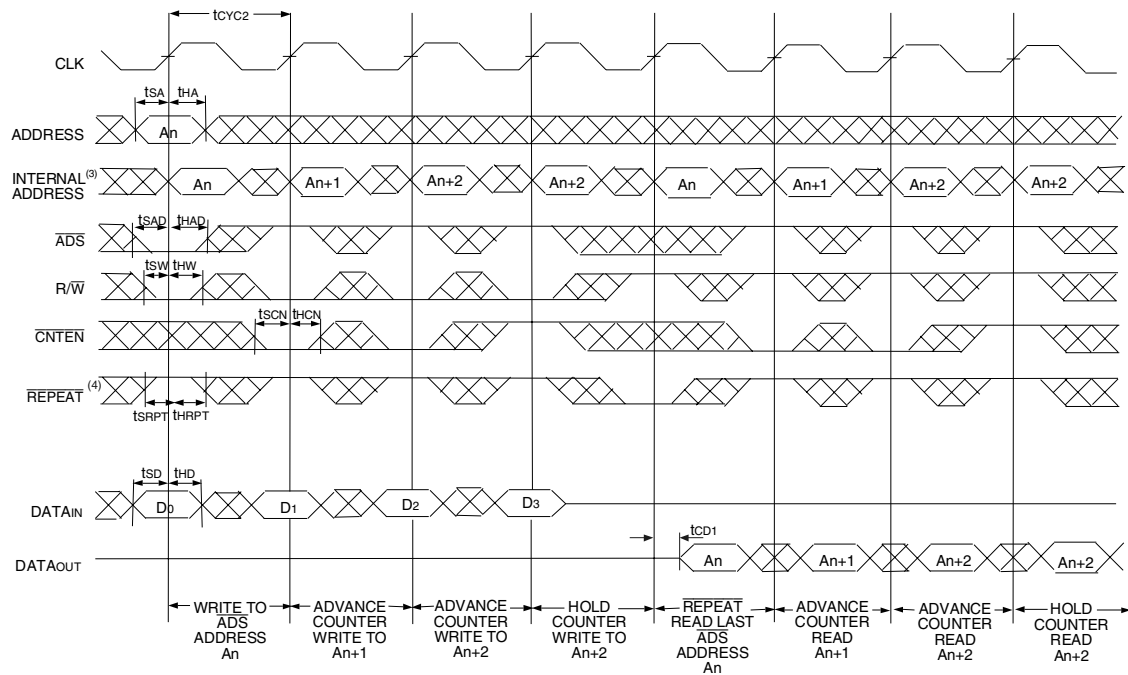 tCYC2
CLK
tSA tHA
ADDRESS An
INTERNAL(3) ADDRESS An An+1 An+2 An+2 An An+1 An+2 An+2
tSAD tHAD
ADS
tSW tHW
R/W
tSCN tHCN
CNTEN
REPEAT (4)
tSRPT tHRPT
tSD tHD
DATAIN D0 D1 D2 D3
tCD1
DATAOUT An An+1 An+2 An+2
WRITE TO
ADS
ADDRESS
An
ADVANCE
COUNTER
WRITE TO
An+1
ADVANCE
COUNTER
WRITE TO
An+2
HOLD
COUNTER
WRITE TO
An+2
REPEAT
READ LAST
ADS
ADDRESS
An
ADVANCE
COUNTER
READ
An+1
ADVANCE
COUNTER
READ
An+2
HOLD
COUNTER
READ
An+2